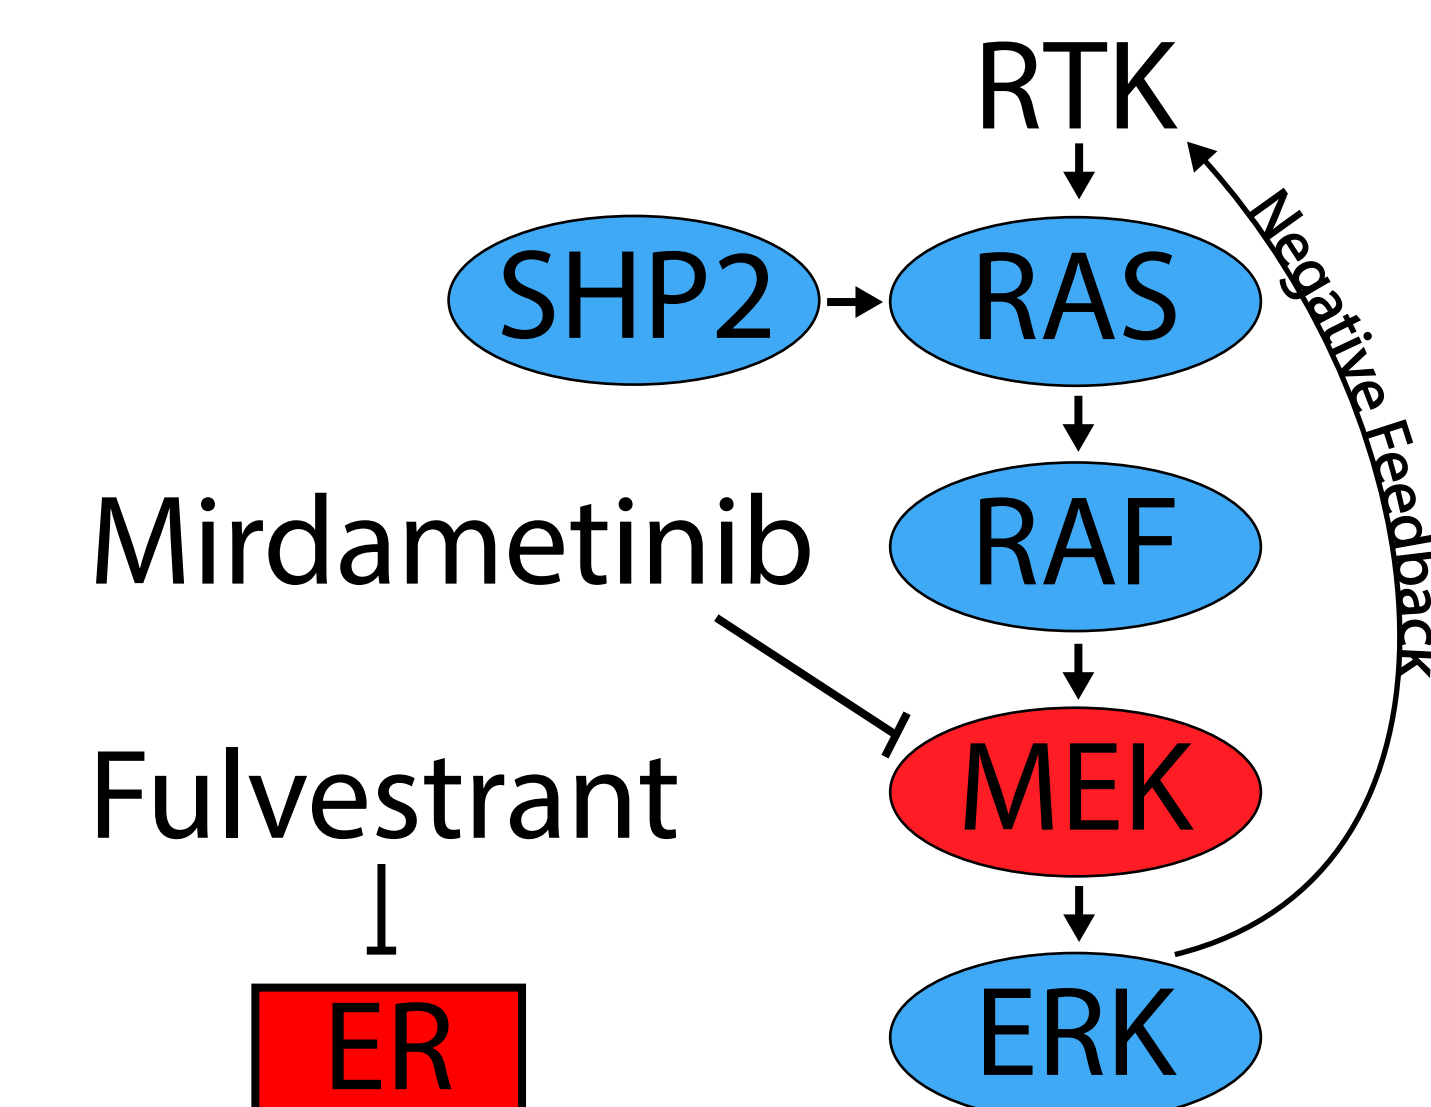 RTK
SHP2
RAS
Negative Feedback
Mirdametinib
RAF
Fulvestrant
MEK
ER
ERK